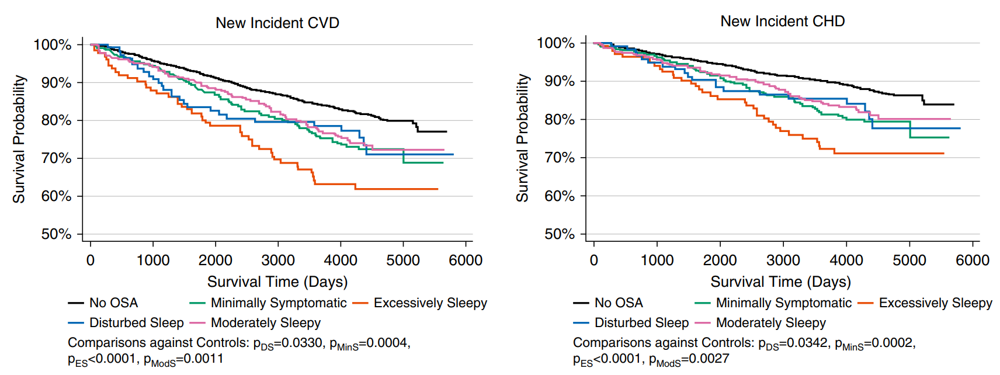 New Incident CVD
100%
90%
80%
70%
60%
50%
Survival Probability
0 1000 2000 3000 4000 5000 6000
Survival Time (Days)
No OSA Minimally Symptomatic Excessively Sleepy
Disturbed Sleep Moderately Sleepy
Comparisons against Controls: pDS=0.0330, pMinS=0.0004,
pES<0.0001, pModS=0.0011
New Incident CHD
100%
90%
80%
70%
60%
50%
Survival Probability
0 1000 2000 3000 4000 5000 6000
Survival Time (Days)
No OSA Minimally Symptomatic Excessively Sleepy
Disturbed Sleep Moderately Sleepy
Comparisons against Controls: pDS=0.0342, pMinS=0.0002,
pES<0.0001, pModS=0.0027